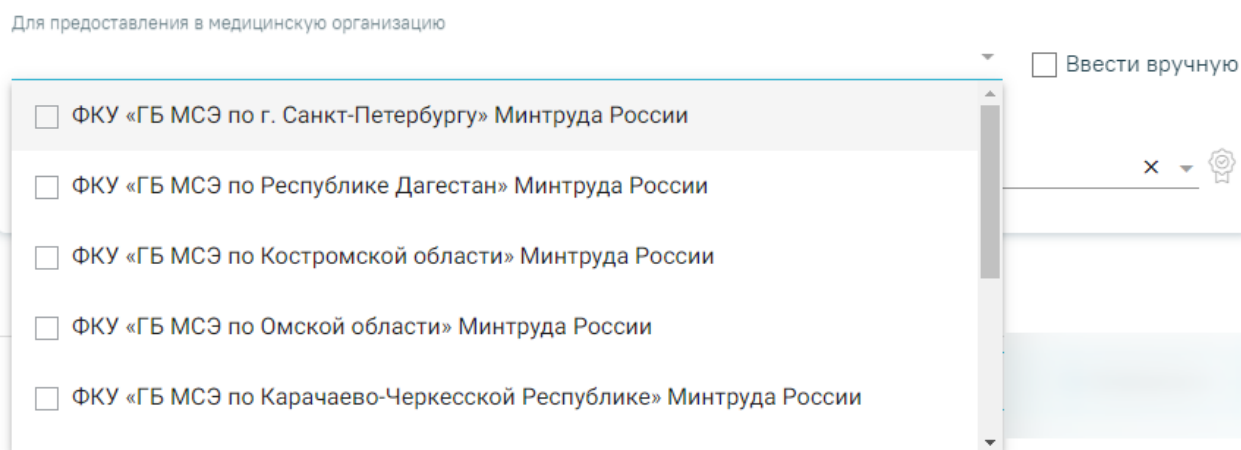 Для предоставления в медицинскую организацию
Ввести вручную
ФКУ «ГБ МСЭ по г. Санкт-Петербургу» Минтруда России
ФКУ «ГБ МСЭ по Республике Дагестан» Минтруда России
ФКУ «ГБ МСЭ по Костромской области» Минтруда России
ФКУ «ГБ МСЭ по Омской области» Минтруда России
ФКУ «ГБ МСЭ по Карачаево-Черкесской Республике» Минтруда России